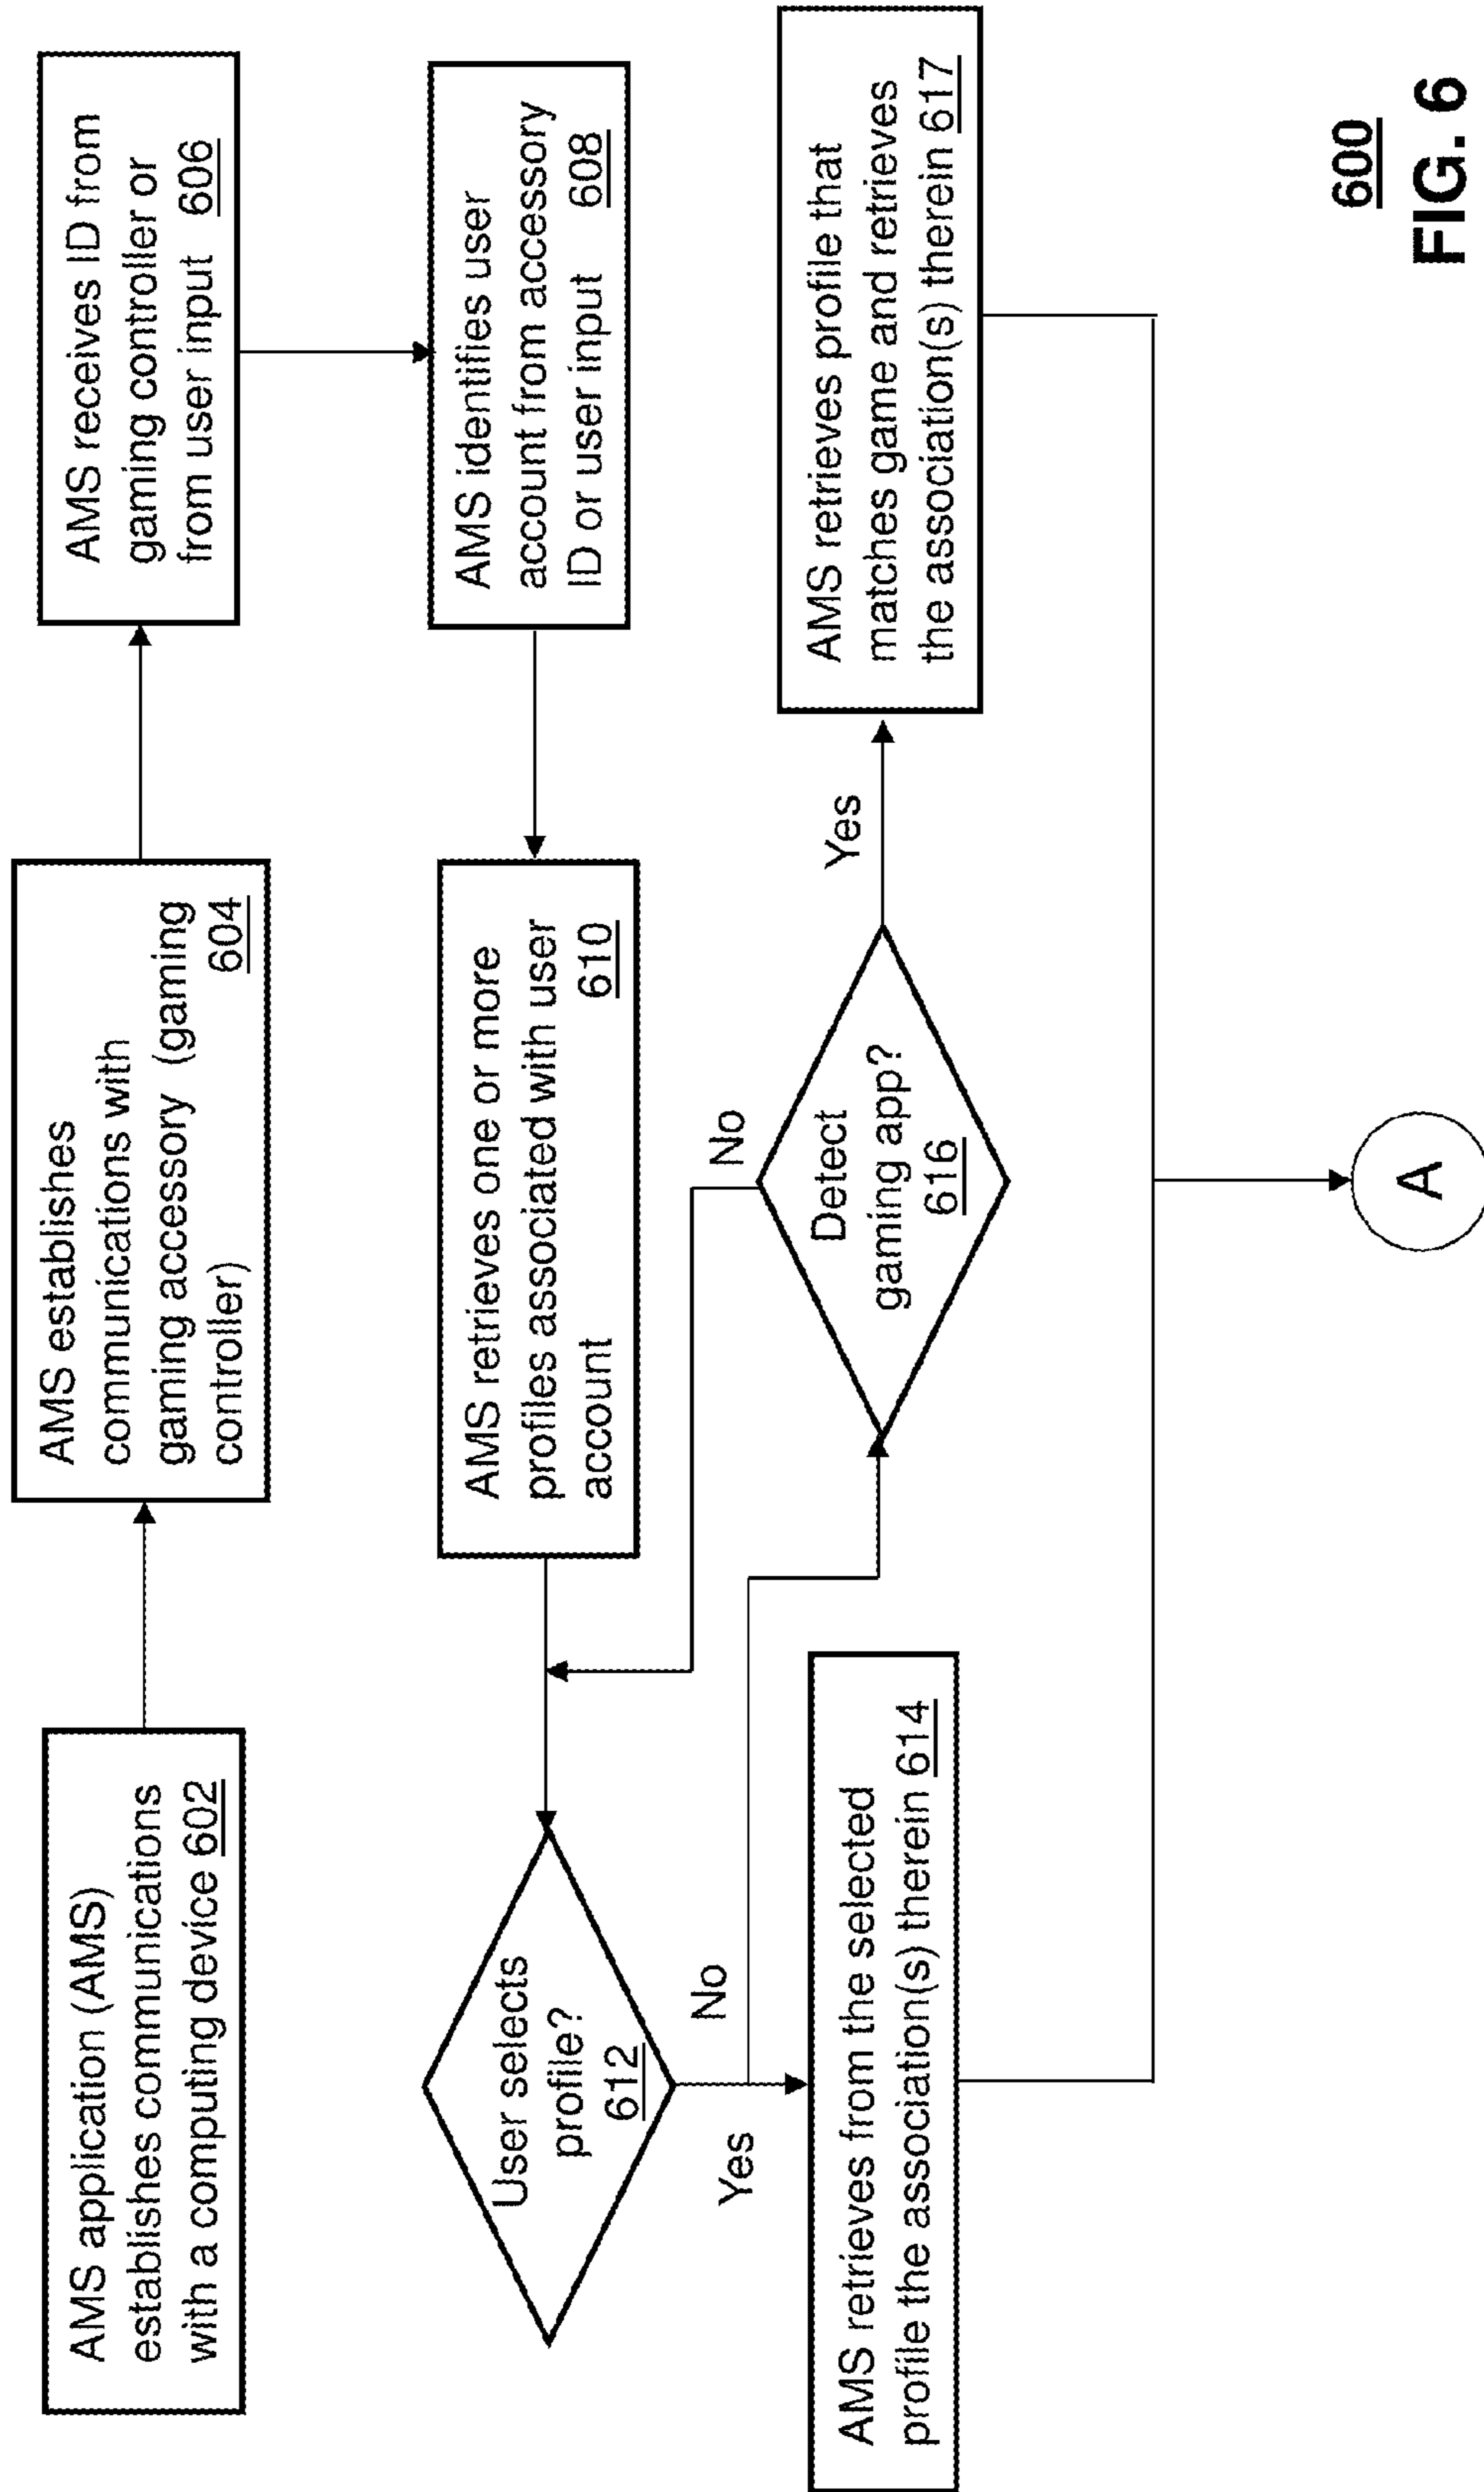 AMS application (AMS)
establishes communications
with a computing device 602
AMS establishes
communications with
gaming accessory (gaming
controller) 604
AMS receives ID from
gaming controller or
from user input 606
AMS identifies user
account from accessory
ID or user input 608
AMS retrieves one or more
profiles associated with user
account 610
User selects
profile?
612
No
Yes
AMS retrieves from the selected
profile the association(s) therein 614
Detect
gaming app?
616
No
Yes
AMS retrieves profile that
matches game and retrieves
the association(s) therein 617
A
600
FIG. 6